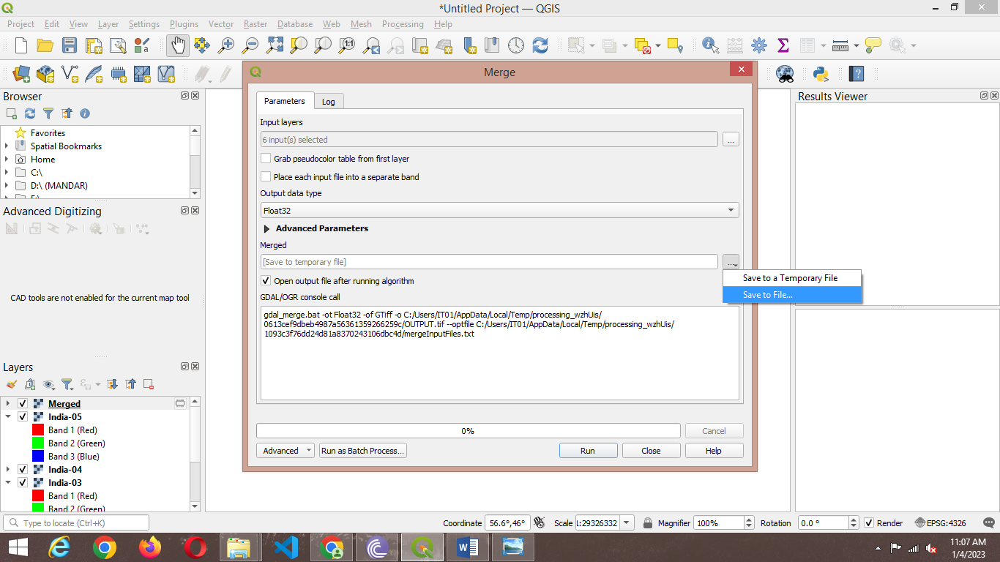 *Untitled Project — QGIS
Project Edit View Layer Settings Plugins Vector Raster Database Web Mesh Processing Help
Merge
Browser
Favorites
Spatial Bookmarks
Home
C:\
D:\ (MANDAR)
Advanced Digitizing
CAD tools are not enabled for the current map tool
Layers
Merged
India-05
Band 1 (Red)
Band 2 (Green)
Band 3 (Blue)
India-04
India-03
Band 1 (Red)
Band 2 (Green)
Parameters Log
Input layers
6 input(s) selected
...
Grab pseudocolor table from first layer
Place each input file into a separate band
Output data type
Float32
Advanced Parameters
Merged
[Save to temporary file]
...
Save to a Temporary File
Save to File...
Open output file after running algorithm
GDAL/OGR console call
gdal_merge.bat -ot Float32 -of GTiff -o C:/Users/IT01/AppData/Local/Temp/processing_wzhUis/
0613cef9dbeb4987a56361359266259c/OUTPUT.tif --optfile C:/Users/IT01/AppData/Local/Temp/processing_wzhUis/
1093c3f76dd24d81a8370243106dbc4d/mergeInputFiles.txt
0%
Cancel
Advanced Run as Batch Process... Run Close Help
Results Viewer
Type to locate (Ctrl+K) Coordinate 56.6°,46° Scale 1:29326332 Magnifier 100% Rotation 0.0 ° Render EPSG:4326
11:07 AM
1/4/2023